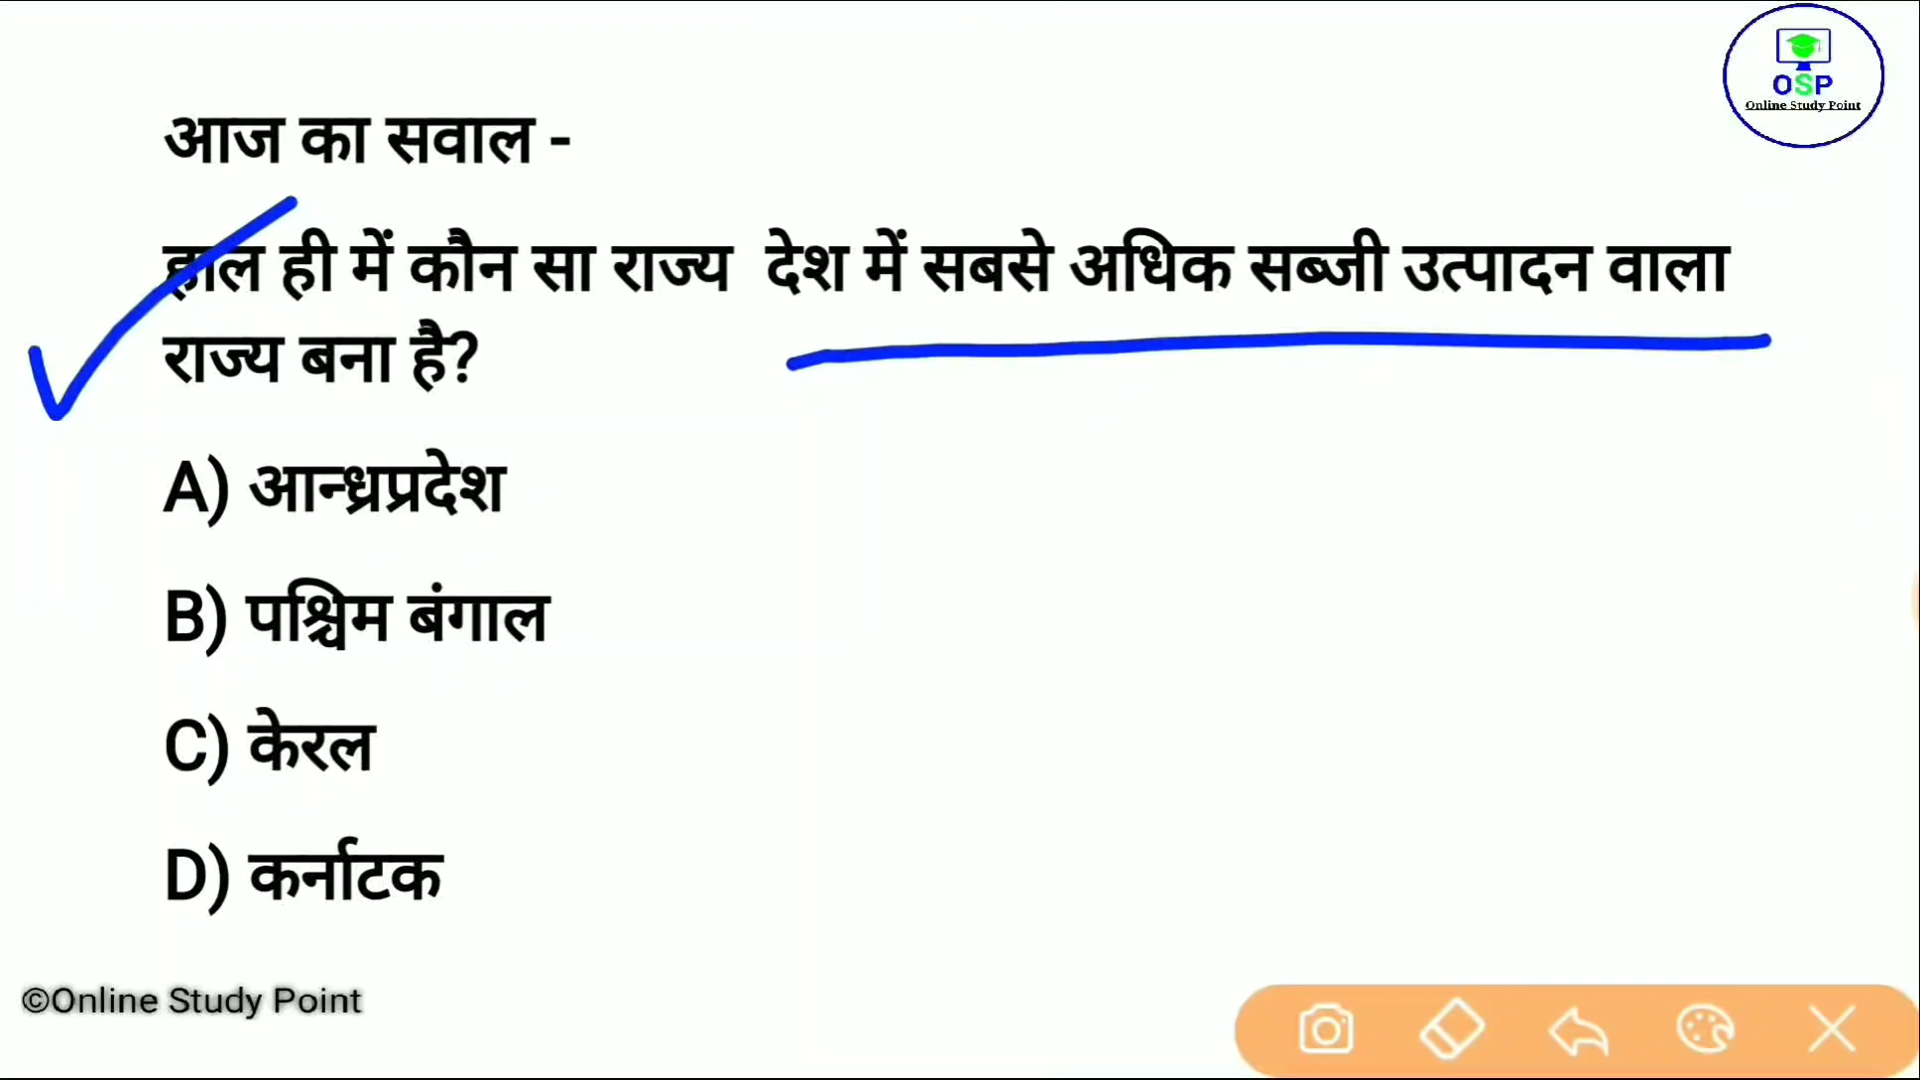 OSP
Online Study Point
आज का सवाल -
हाल ही में कौन सा राज्य देश में सबसे अधिक सब्जी उत्पादन वाला
राज्य बना है?
A) आन्ध्रप्रदेश
B) पश्चिम बंगाल
C) केरल
D) कर्नाटक
©Online Study Point